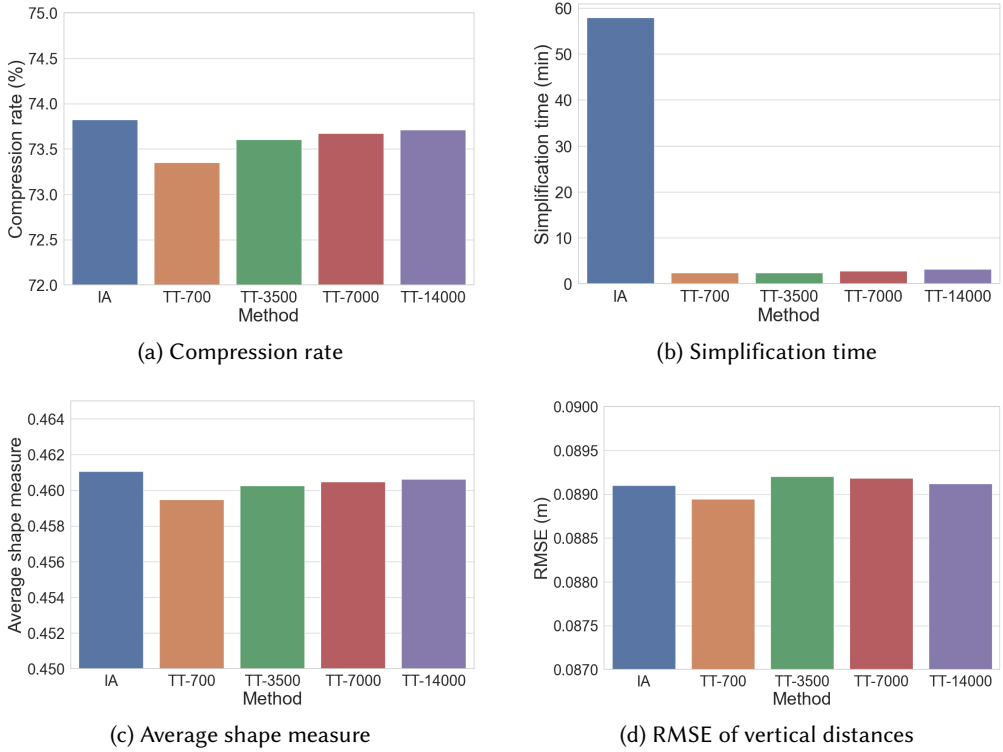 75.0
74.5
74.0
73.5
73.0
72.5
72.0
Compression rate (%)
IA TT-700 TT-3500 TT-7000 TT-14000
Method
(a) Compression rate
60
50
40
30
20
10
0
Simplification time (min)
IA TT-700 TT-3500 TT-7000 TT-14000
Method
(b) Simplification time
0.464
0.462
0.460
0.458
0.456
0.454
0.452
0.450
Average shape measure
IA TT-700 TT-3500 TT-7000 TT-14000
Method
(c) Average shape measure
0.0900
0.0895
0.0890
0.0885
0.0880
0.0875
0.0870
RMSE (m)
IA TT-700 TT-3500 TT-7000 TT-14000
Method
(d) RMSE of vertical distances